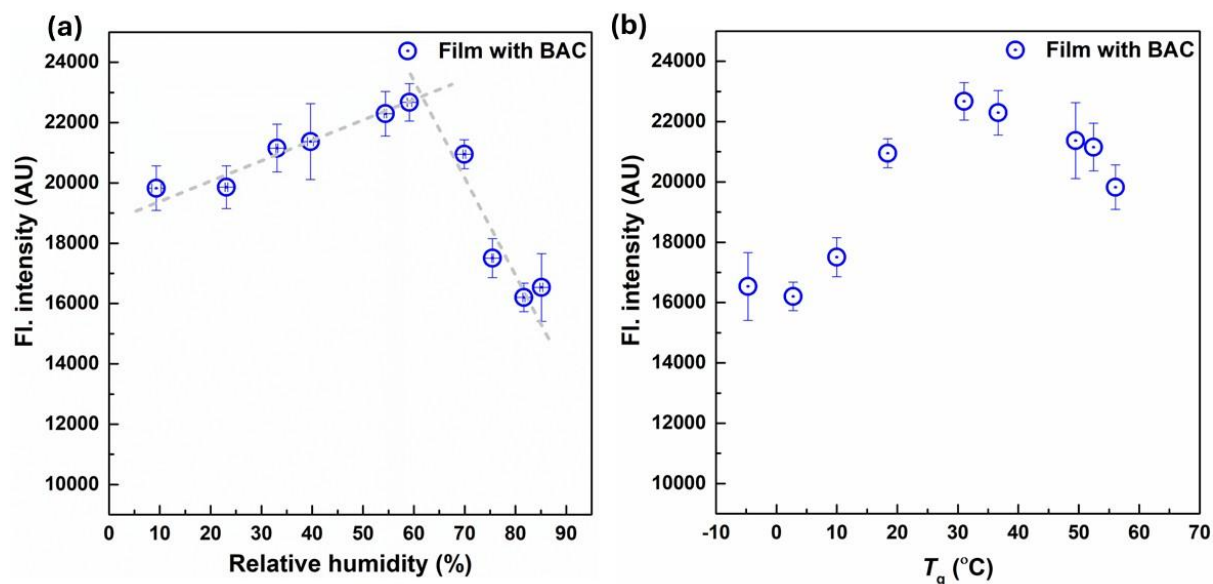 (a)
Film with BAC
24000
22000
20000
18000
16000
14000
12000
10000
Fl. intensity (AU)
0 10 20 30 40 50 60 70 80 90
Relative humidity (%)
(b)
Film with BAC
24000
22000
20000
18000
16000
14000
12000
10000
Fl. intensity (AU)
-10 0 10 20 30 40 50 60 70
Tg (°C)